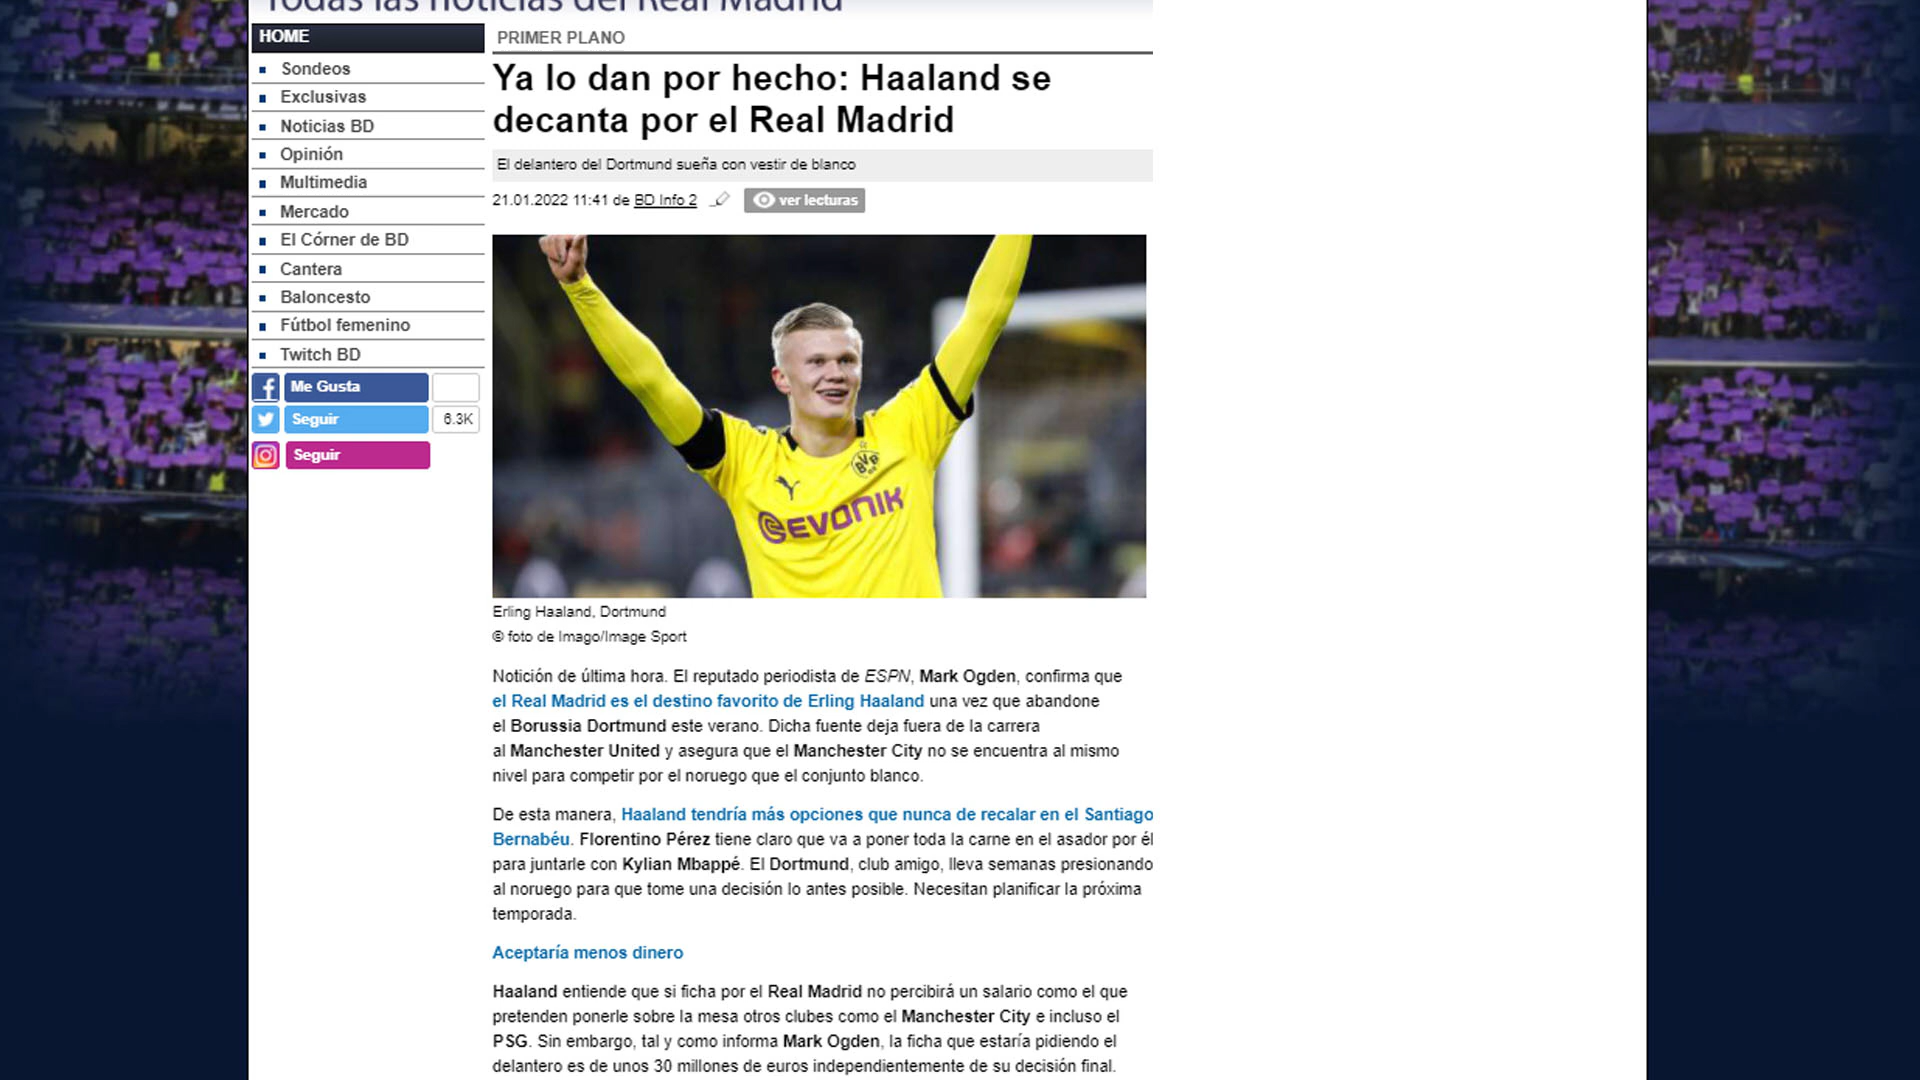 Todas las noticias del Real Madrid
HOME
Sondeos
Exclusivas
Noticias BD
Opinión
Multimedia
Mercado
El Córner de BD
Cantera
Baloncesto
Fútbol femenino
Twitch BD
Me Gusta
Seguir 6.3K
Seguir
PRIMER PLANO
Ya lo dan por hecho: Haaland se
decanta por el Real Madrid
El delantero del Dortmund sueña con vestir de blanco
21.01.2022 11:41 de BD Info 2 ver lecturas
BVB
09
EVONIK
Erling Haaland, Dortmund
© foto de Imago/Image Sport
Notición de última hora. El reputado periodista de ESPN, Mark Ogden, confirma que
el Real Madrid es el destino favorito de Erling Haaland una vez que abandone
el Borussia Dortmund este verano. Dicha fuente deja fuera de la carrera
al Manchester United y asegura que el Manchester City no se encuentra al mismo
nivel para competir por el noruego que el conjunto blanco.
De esta manera, Haaland tendría más opciones que nunca de recalar en el Santiago
Bernabéu. Florentino Pérez tiene claro que va a poner toda la carne en el asador por él
para juntarle con Kylian Mbappé. El Dortmund, club amigo, lleva semanas presionando
al noruego para que tome una decisión lo antes posible. Necesitan planificar la próxima
temporada.
Aceptaría menos dinero
Haaland entiende que si ficha por el Real Madrid no percibirá un salario como el que
pretenden ponerle sobre la mesa otros clubes como el Manchester City e incluso el
PSG. Sin embargo, tal y como informa Mark Ogden, la ficha que estaría pidiendo el
delantero es de unos 30 millones de euros independientemente de su decisión final.